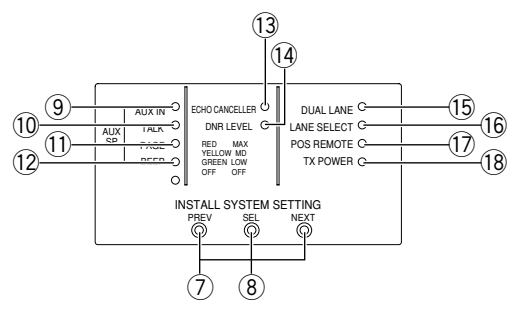 ⑬
⑭
⑨ AUX IN ECHO CANCELLER DUAL LANE ⑮
⑩ TALK DNR LEVEL LANE SELECT ⑯
AUX SP
⑪ PAGE RED MAX POS REMOTE ⑰
YELLOW MD
⑫ BEEP GREEN LOW TX POWER ⑱
OFF OFF
INSTALL SYSTEM SETTING
PREV SEL NEXT
⑦ ⑧